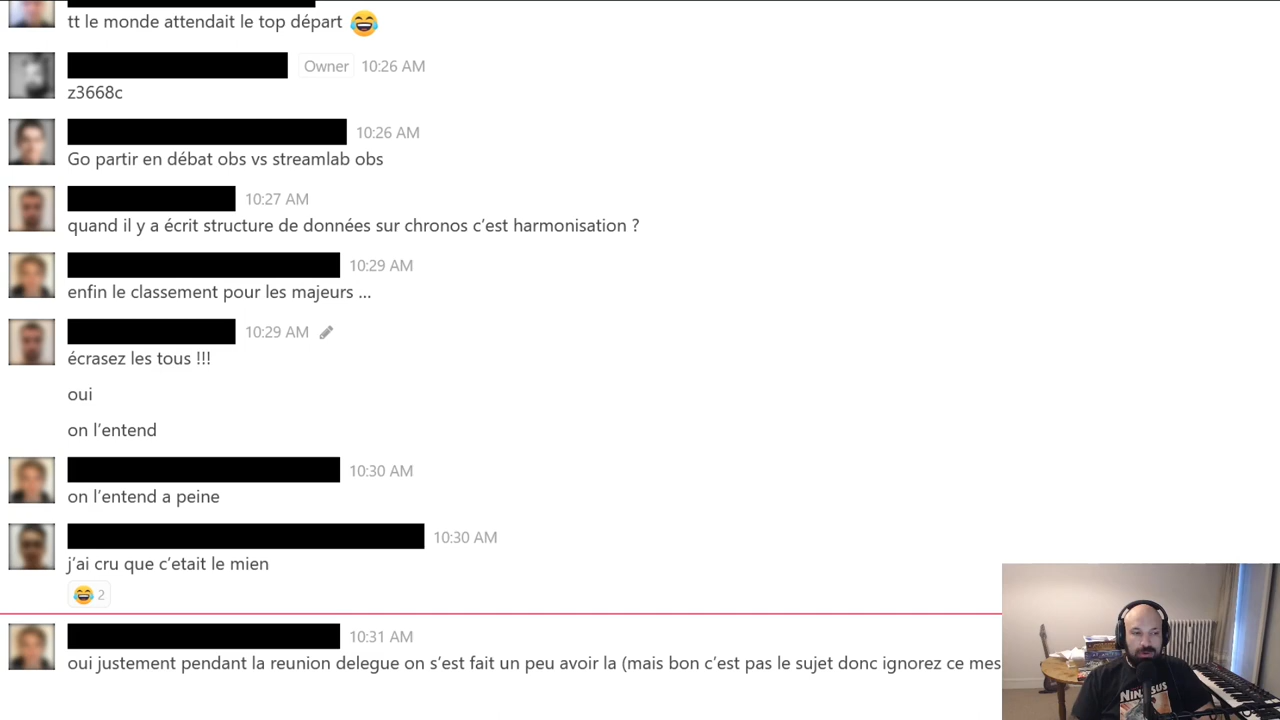 tt le monde attendait le top départ 😂
Owner 10:26 AM
z3668c
10:26 AM
Go partir en débat obs vs streamlab obs
10:27 AM
quand il y a écrit structure de données sur chronos c’est harmonisation ?
10:29 AM
enfin le classement pour les majeurs ...
10:29 AM
écrasez les tous !!!
oui
on l’entend
10:30 AM
on l’entend a peine
10:30 AM
j’ai cru que c’etait le mien
😂 2
10:31 AM
oui justement pendant la reunion delegue on s’est fait un peu avoir la (mais bon c’est pas le sujet donc ignorez ce mes